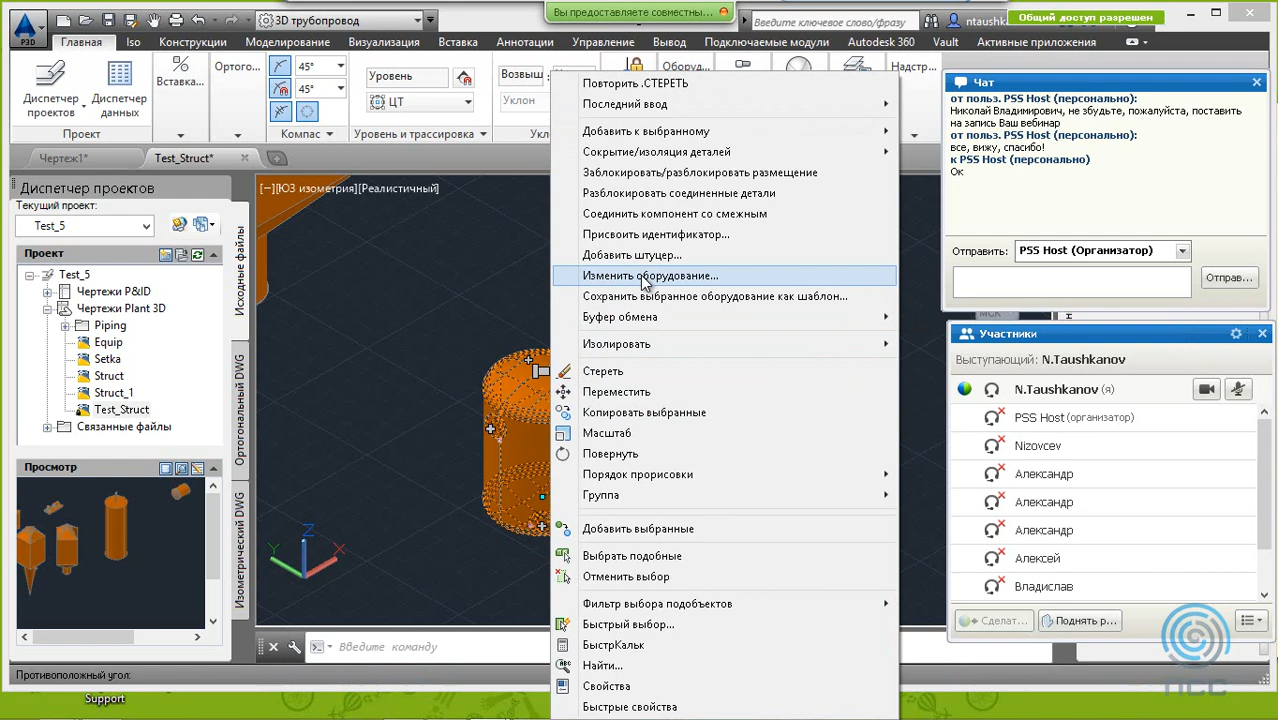 P3D
3D трубопровод
Вы предоставляете совместны...
Введите ключевое слово/фразу
ntaushka...
Общий доступ разрешен
Главная
Iso
Конструкции
Моделирование
Визуализация
Вставка
Аннотации
Управление
Вывод
Подключаемые модули
Autodesk 360
Vault
Активные приложения
Диспетчер проектов
Диспетчер данных
Проект
Вставка...
Ортого...
45°
45°
Компас
Уровень
ЦТ
Уровень и трассировка
Возвыш
Уклон
Укл
Оборуд...
Надстр...
Чертеж1*
Test_Struct*
Диспетчер проектов
Текущий проект:
Test_5
Проект
Test_5
Чертежи P&ID
Чертежи Plant 3D
Piping
Equip
Setka
Struct
Struct_1
Test_Struct
Связанные файлы
Просмотр
Исходные файлы
Ортогональный DWG
Изометрический DWG
[−][ЮЗ изометрия][Реалистичный]
Z
Y
X
МСК
Введите команду
Противоположный угол:
Support
Повторить .СТЕРЕТЬ
Последний ввод
Добавить к выбранному
Сокрытие/изоляция деталей
Заблокировать/разблокировать размещение
Разблокировать соединенные детали
Соединить компонент со смежным
Присвоить идентификатор...
Добавить штуцер...
Изменить оборудование...
Сохранить выбранное оборудование как шаблон...
Буфер обмена
Изолировать
Стереть
Переместить
Копировать выбранные
Масштаб
Повернуть
Порядок прорисовки
Группа
Добавить выбранные
Выбрать подобные
Отменить выбор
Фильтр выбора подобъектов
Быстрый выбор...
БыстрКальк
Найти...
Свойства
Быстрые свойства
Чат
от польз. PSS Host (персонально):
Николай Владимирович, не збудьте, пожалуйста, поставить
на запись Ваш вебинар
от польз. PSS Host (персонально):
все, вижу, спасибо!
к PSS Host (персонально)
Ок
Отправить:
PSS Host (Организатор)
Отправ...
Участники
Выступающий: N.Taushkanov
N.Taushkanov (я)
PSS Host (организатор)
Nizovcev
Александр
Александр
Александр
Алексей
Владислав
Сделат...
Поднять р...
ПСС